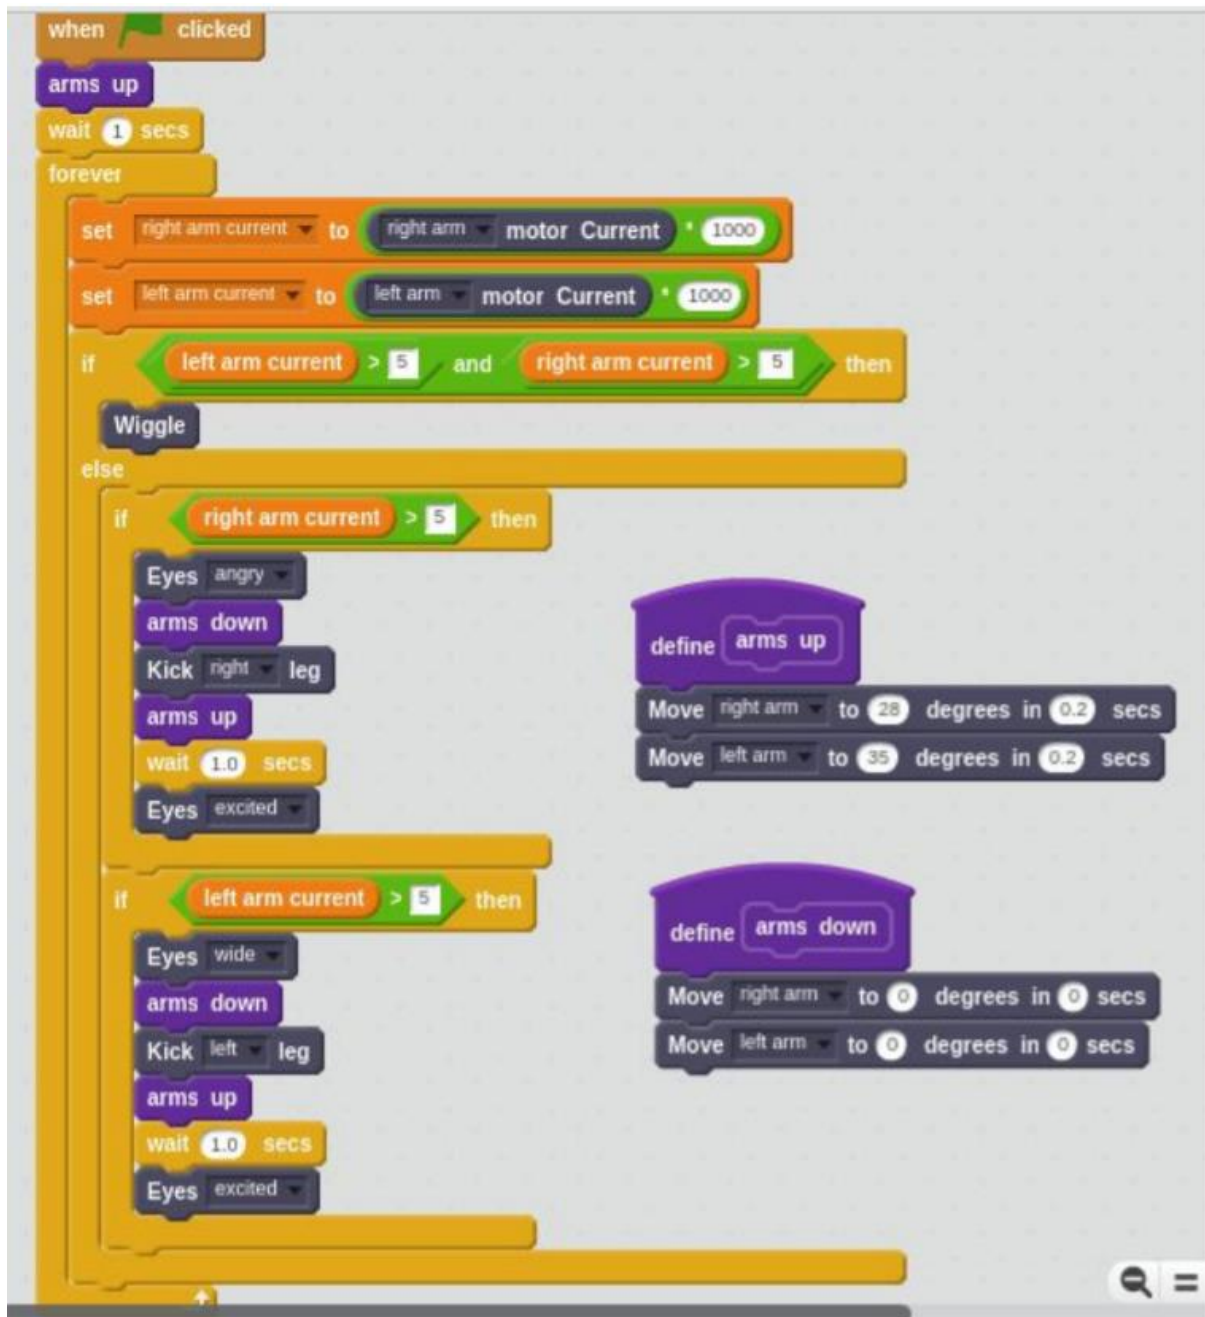 when clicked
arms up
wait 1 secs
forever
set right arm current to right arm motor Current * 1000
set left arm current to left arm motor Current * 1000
if left arm current > 5 and right arm current > 5 then
Wiggle
else
if right arm current > 5 then
Eyes angry
arms down
Kick right leg
arms up
wait 1.0 secs
Eyes excited
if left arm current > 5 then
Eyes wide
arms down
Kick left leg
arms up
wait 1.0 secs
Eyes excited
define arms up
Move right arm to 28 degrees in 0.2 secs
Move left arm to 35 degrees in 0.2 secs
define arms down
Move right arm to 0 degrees in 0 secs
Move left arm to 0 degrees in 0 secs